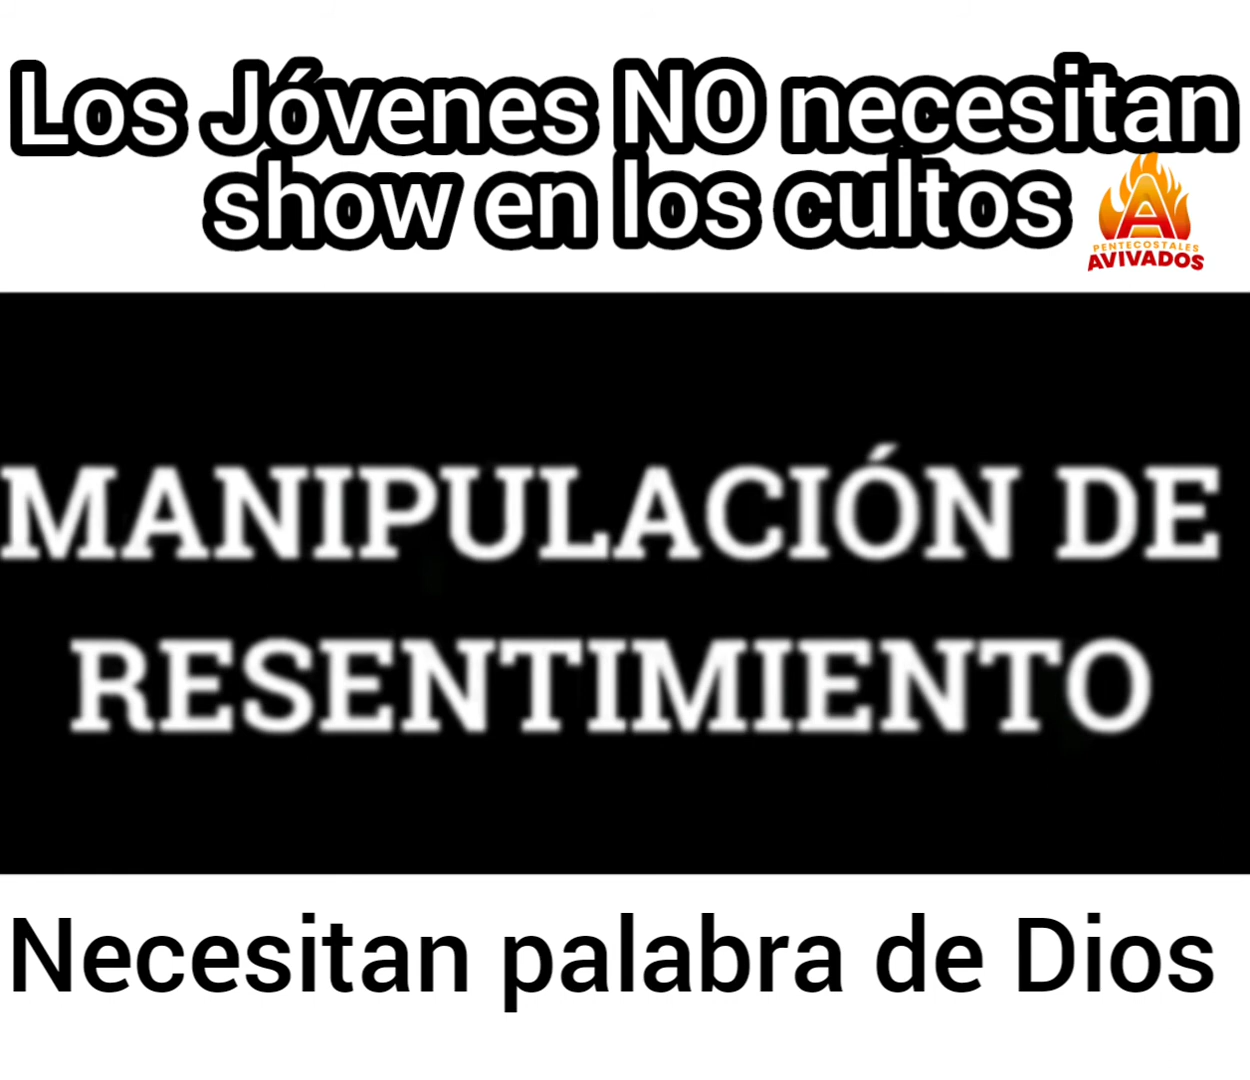 Los Jóvenes NO necesitan
show en los cultos
A
PENTECOSTALES
AVIVADOS
MANIPULACIÓN DE
RESENTIMIENTO
Necesitan palabra de Dios